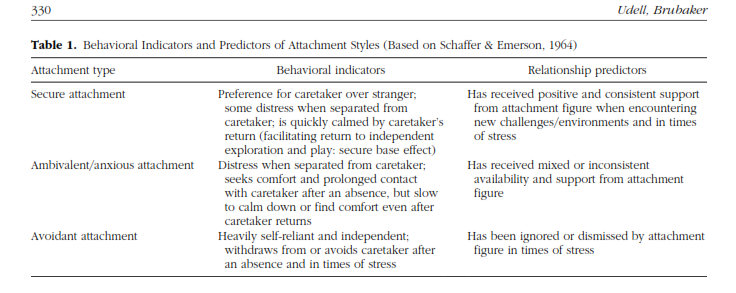 330
Udell, Brubaker
Table 1. Behavioral Indicators and Predictors of Attachment Styles (Based on Schaffer & Emerson, 1964)
Attachment type Behavioral indicators Relationship predictors
Secure attachment Preference for caretaker over stranger; Has received positive and consistent support
some distress when separated from from attachment figure when encountering
caretaker; is quickly calmed by caretaker's new challenges/environments and in times
return (facilitating return to independent of stress
exploration and play: secure base effect)
Ambivalent/anxious attachment Distress when separated from caretaker; Has received mixed or inconsistent
seeks comfort and prolonged contact availability and support from attachment
with caretaker after an absence, but slow figure
to calm down or find comfort even after
caretaker returns
Avoidant attachment Heavily self-reliant and independent; Has been ignored or dismissed by attachment
withdraws from or avoids caretaker after figure in times of stress
an absence and in times of stress